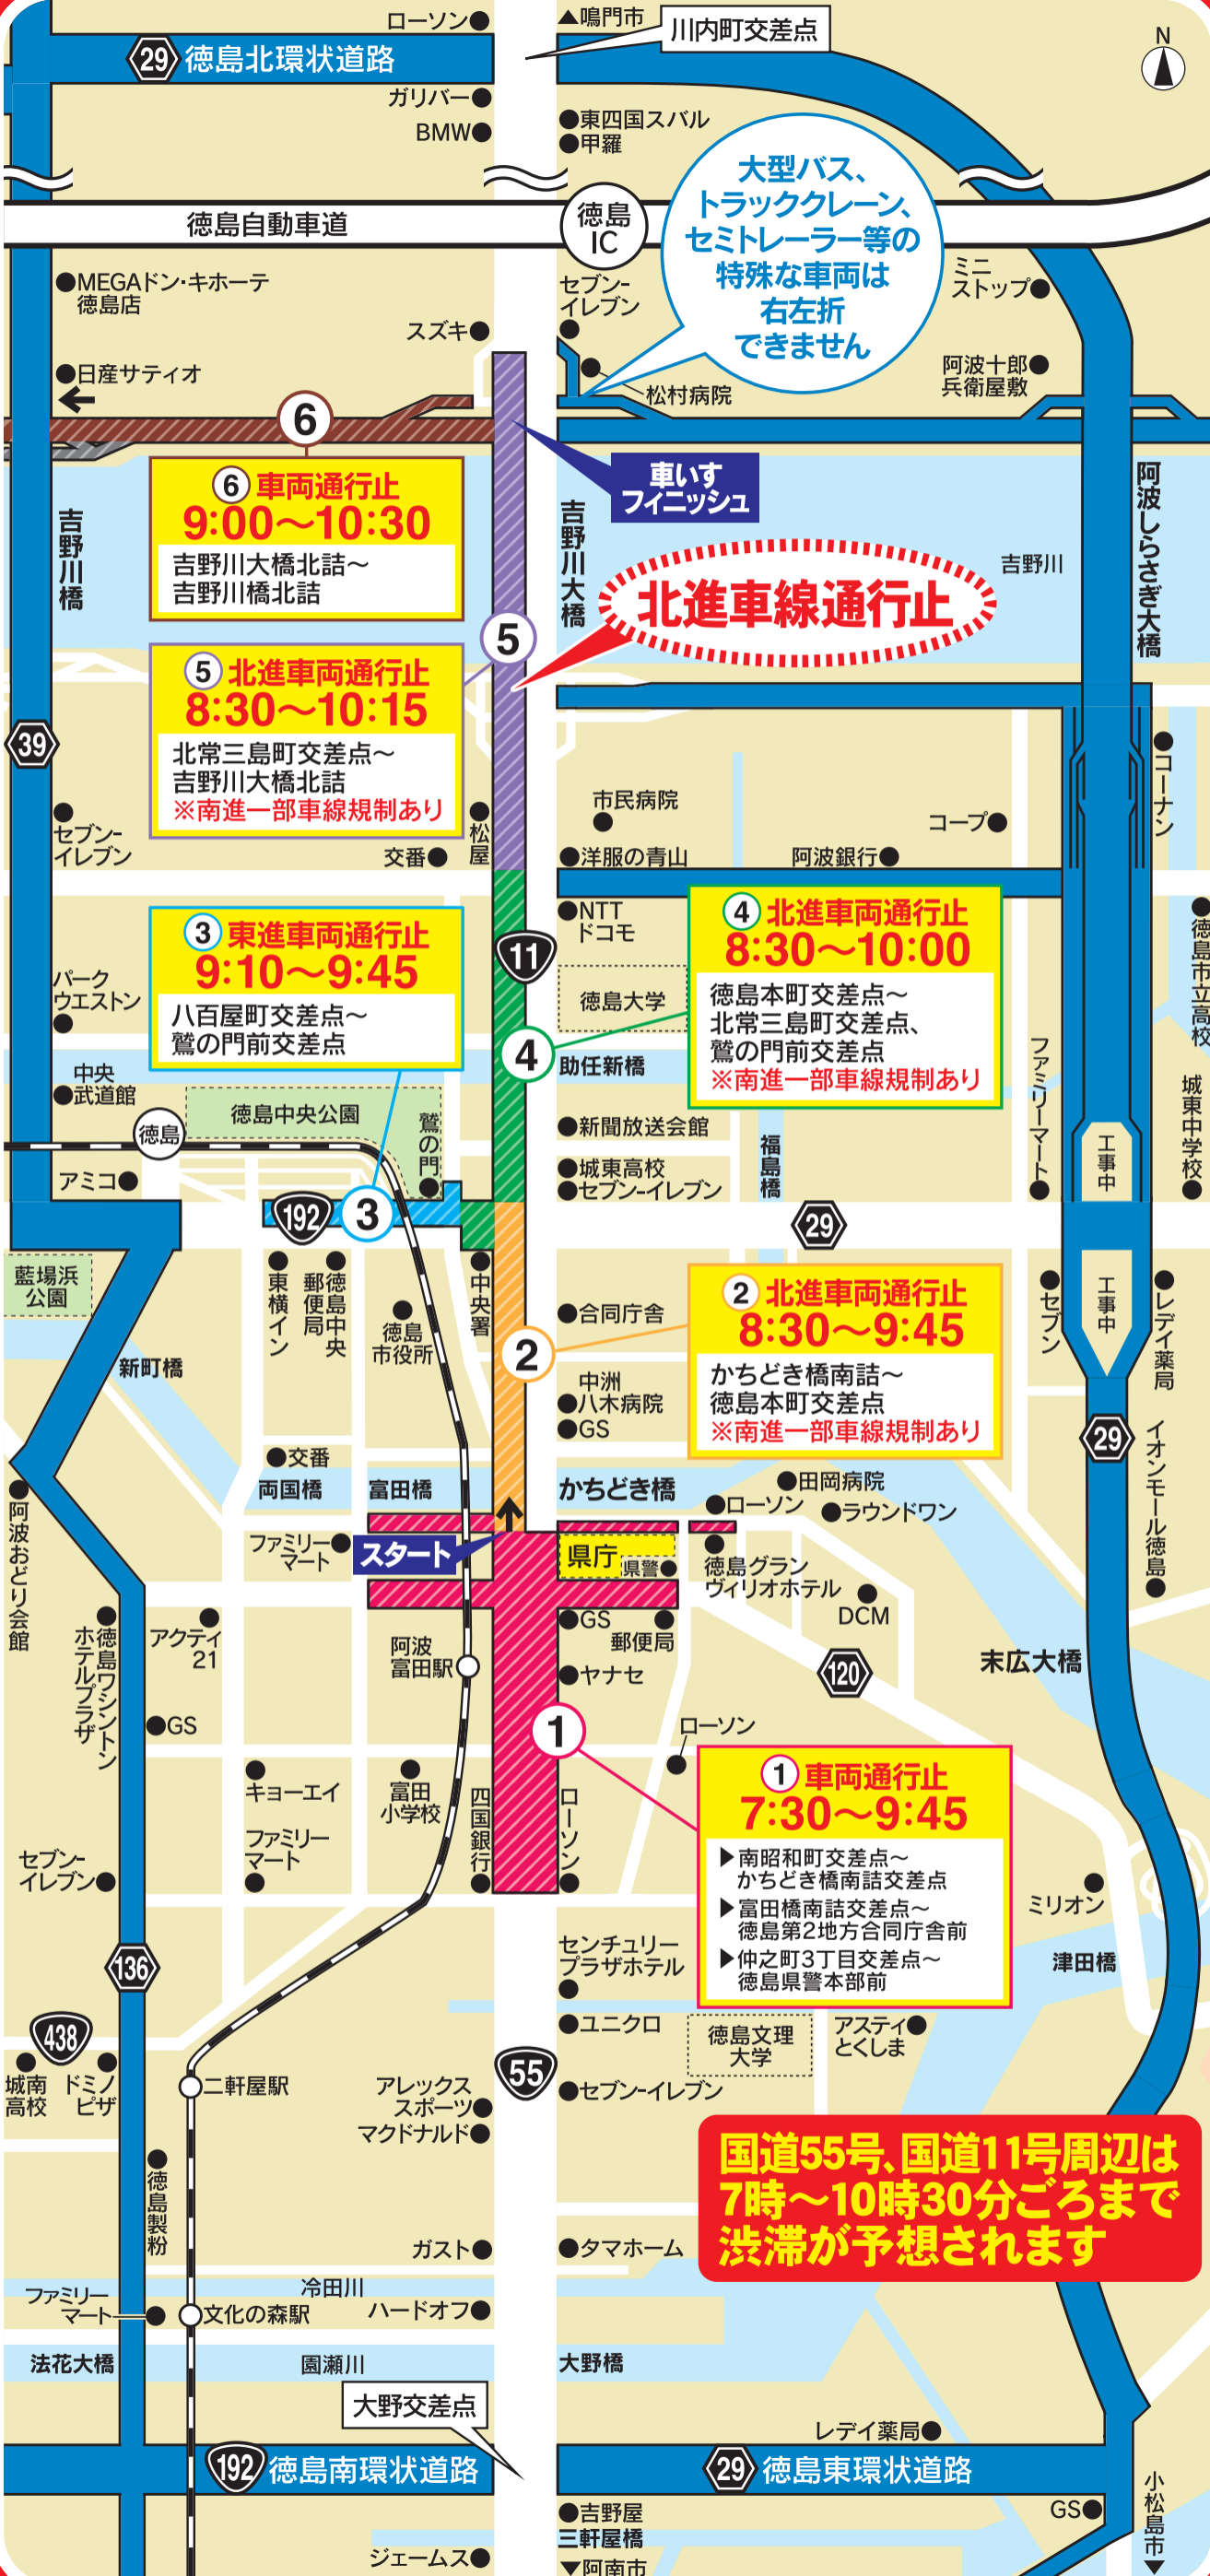 ローソン
▲鳴門市
川内町交差点
29 徳島北環状道路
N
ガリバー
BMW
東四国スバル
甲羅
大型バス、
トラッククレーン、
セミトレーラー等の
特殊な車両は
右左折
できません
徳島自動車道
徳島
IC
MEGAドン・キホーテ
徳島店
セブン-
イレブン
ミニ
ストップ
スズキ
日産サティオ
←
松村病院
阿波十郎
兵衛屋敷
6
車いす
フィニッシュ
⑥車両通行止
9:00〜10:30
吉野川大橋北詰〜
吉野川橋北詰
吉野川橋
吉野川大橋
吉野川
阿波しらさぎ大橋
北進車線通行止
5
⑤北進車両通行止
8:30〜10:15
北常三島町交差点〜
吉野川大橋北詰
※南進一部車線規制あり
39
セブン-
イレブン
交番
松屋
市民病院
洋服の青山
阿波銀行
コープ
コーナン
NTT
ドコモ
11
徳島大学
③東進車両通行止
9:10〜9:45
八百屋町交差点〜
鷲の門前交差点
④北進車両通行止
8:30〜10:00
徳島本町交差点〜
北常三島町交差点、
鷲の門前交差点
※南進一部車線規制あり
徳島市立高校
パーク
ウエストン
中央
武道館
4
助任新橋
ファミリーマート
城東中学校
徳島
徳島中央公園
鷲の門
新聞放送会館
城東高校
セブン-イレブン
福島橋
工事中
アミコ
192
3
29
藍場浜
公園
東横イン
徳島中央
郵便局
徳島
市役所
中央署
合同庁舎
②北進車両通行止
8:30〜9:45
かちどき橋南詰〜
徳島本町交差点
※南進一部車線規制あり
セブン
工事中
レデイ薬局
新町橋
2
中洲
八木病院
GS
29
イオンモール徳島
交番
両国橋
富田橋
かちどき橋
田岡病院
ローソン
ラウンドワン
阿波おどり会館
ファミリー
マート
スタート
県庁
県警
徳島グラン
ヴィリオホテル
DCM
徳島ワシントン
ホテルプラザ
アクティ
21
阿波
富田駅
GS
郵便局
ヤナセ
120
末広大橋
GS
1
ローソン
キョーエイ
富田
小学校
四国銀行
ローソン
①車両通行止
7:30〜9:45
▶南昭和町交差点〜
かちどき橋南詰交差点
▶富田橋南詰交差点〜
徳島第2地方合同庁舎前
▶仲之町3丁目交差点〜
徳島県警本部前
ファミリー
マート
セブン-
イレブン
ミリオン
津田橋
136
センチュリー
プラザホテル
438
ユニクロ
徳島文理
大学
アスティ
とくしま
城南
高校
ドミノ
ピザ
二軒屋駅
アレックス
スポーツ
マクドナルド
55
セブン-イレブン
国道55号、国道11号周辺は
7時〜10時30分ごろまで
渋滞が予想されます
徳島製粉
ガスト
タマホーム
冷田川
ファミリー
マート
文化の森駅
ハードオフ
法花大橋
園瀬川
大野橋
大野交差点
レデイ薬局
192 徳島南環状道路
29 徳島東環状道路
GS
小松島市▼
吉野屋
三軒屋橋
ジェームス
▼阿南市